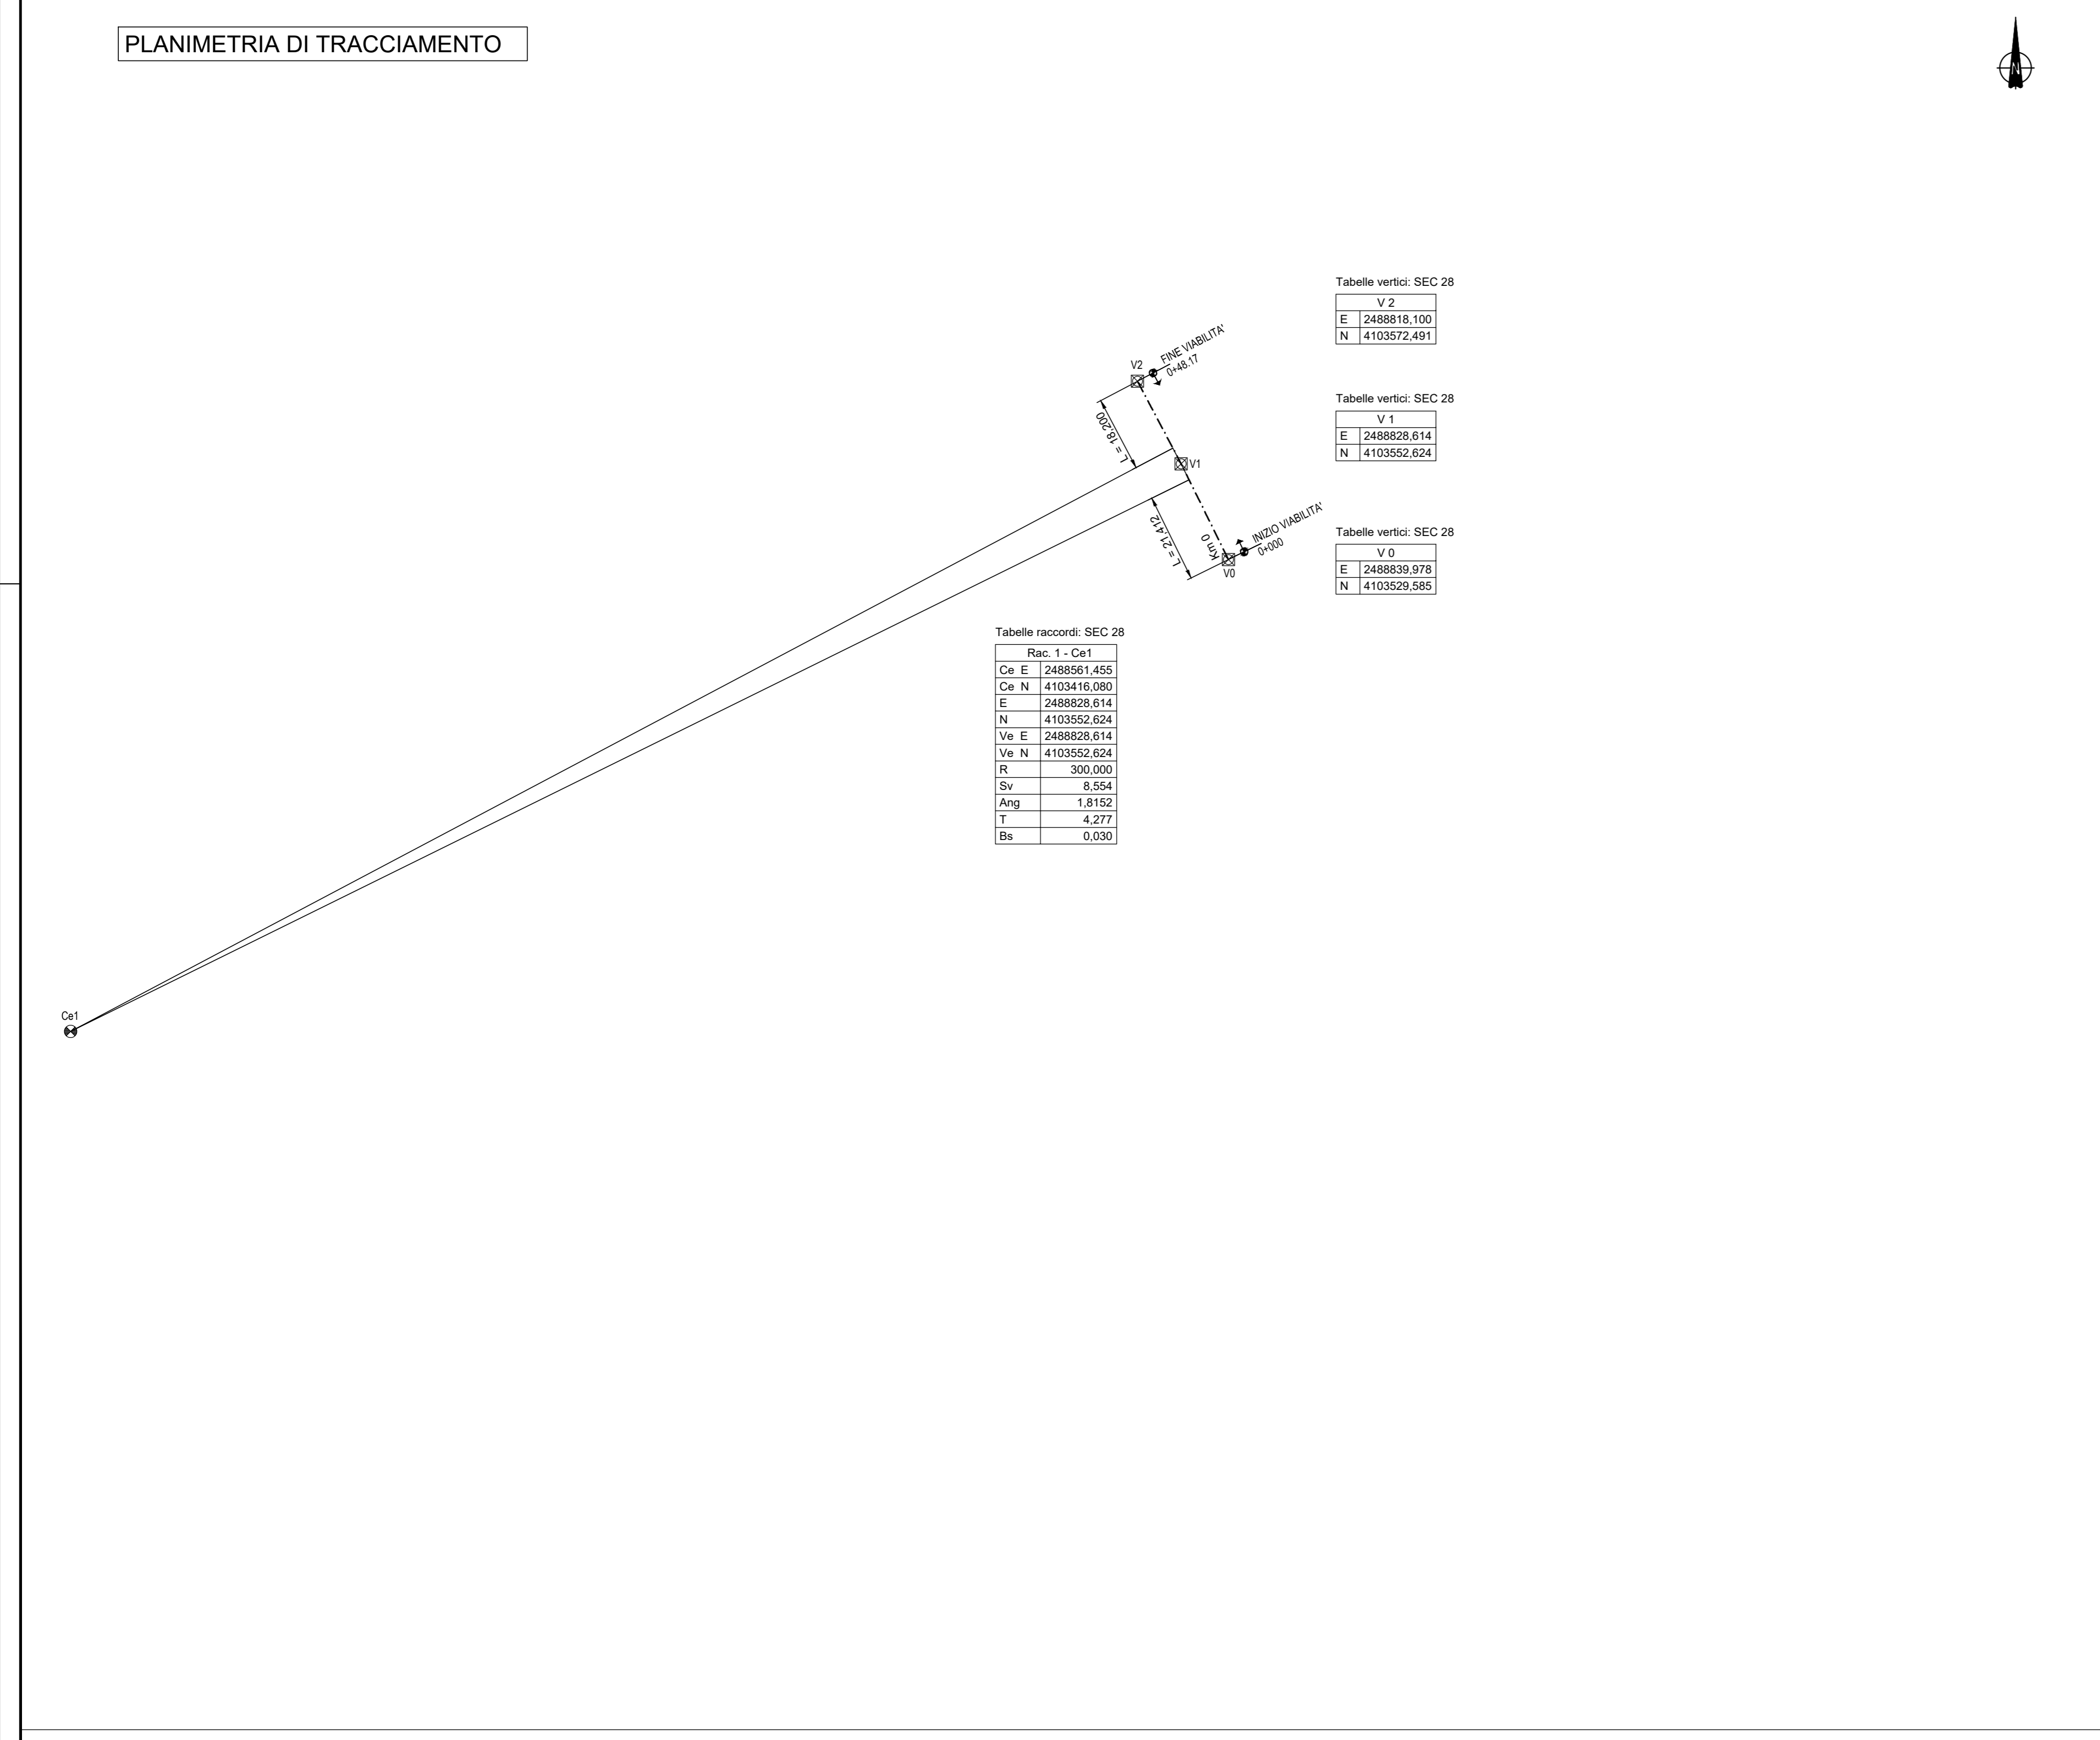 PLANIMETRIA DI TRACCIAMENTO
Tabelle vertici: SEC 28
V 2
E 2488818,100
N 4103572,491
FINE VIABILITA'
0+48.17
V2
L = 18,200
Tabelle vertici: SEC 28
V 1
E 2488828,614
N 4103552,624
V1
INIZIO VIABILITA'
0+000
L = 21,412
Km 0
V0
Tabelle vertici: SEC 28
V 0
E 2488839,978
N 4103529,585
Tabelle raccordi: SEC 28
Rac. 1 - Ce1
Ce E 2488561,455
Ce N 4103416,080
E 2488828,614
N 4103552,624
Ve E 2488828,614
Ve N 4103552,624
R 300,000
Sv 8,554
Ang 1,8152
T 4,277
Bs 0,030
Ce1